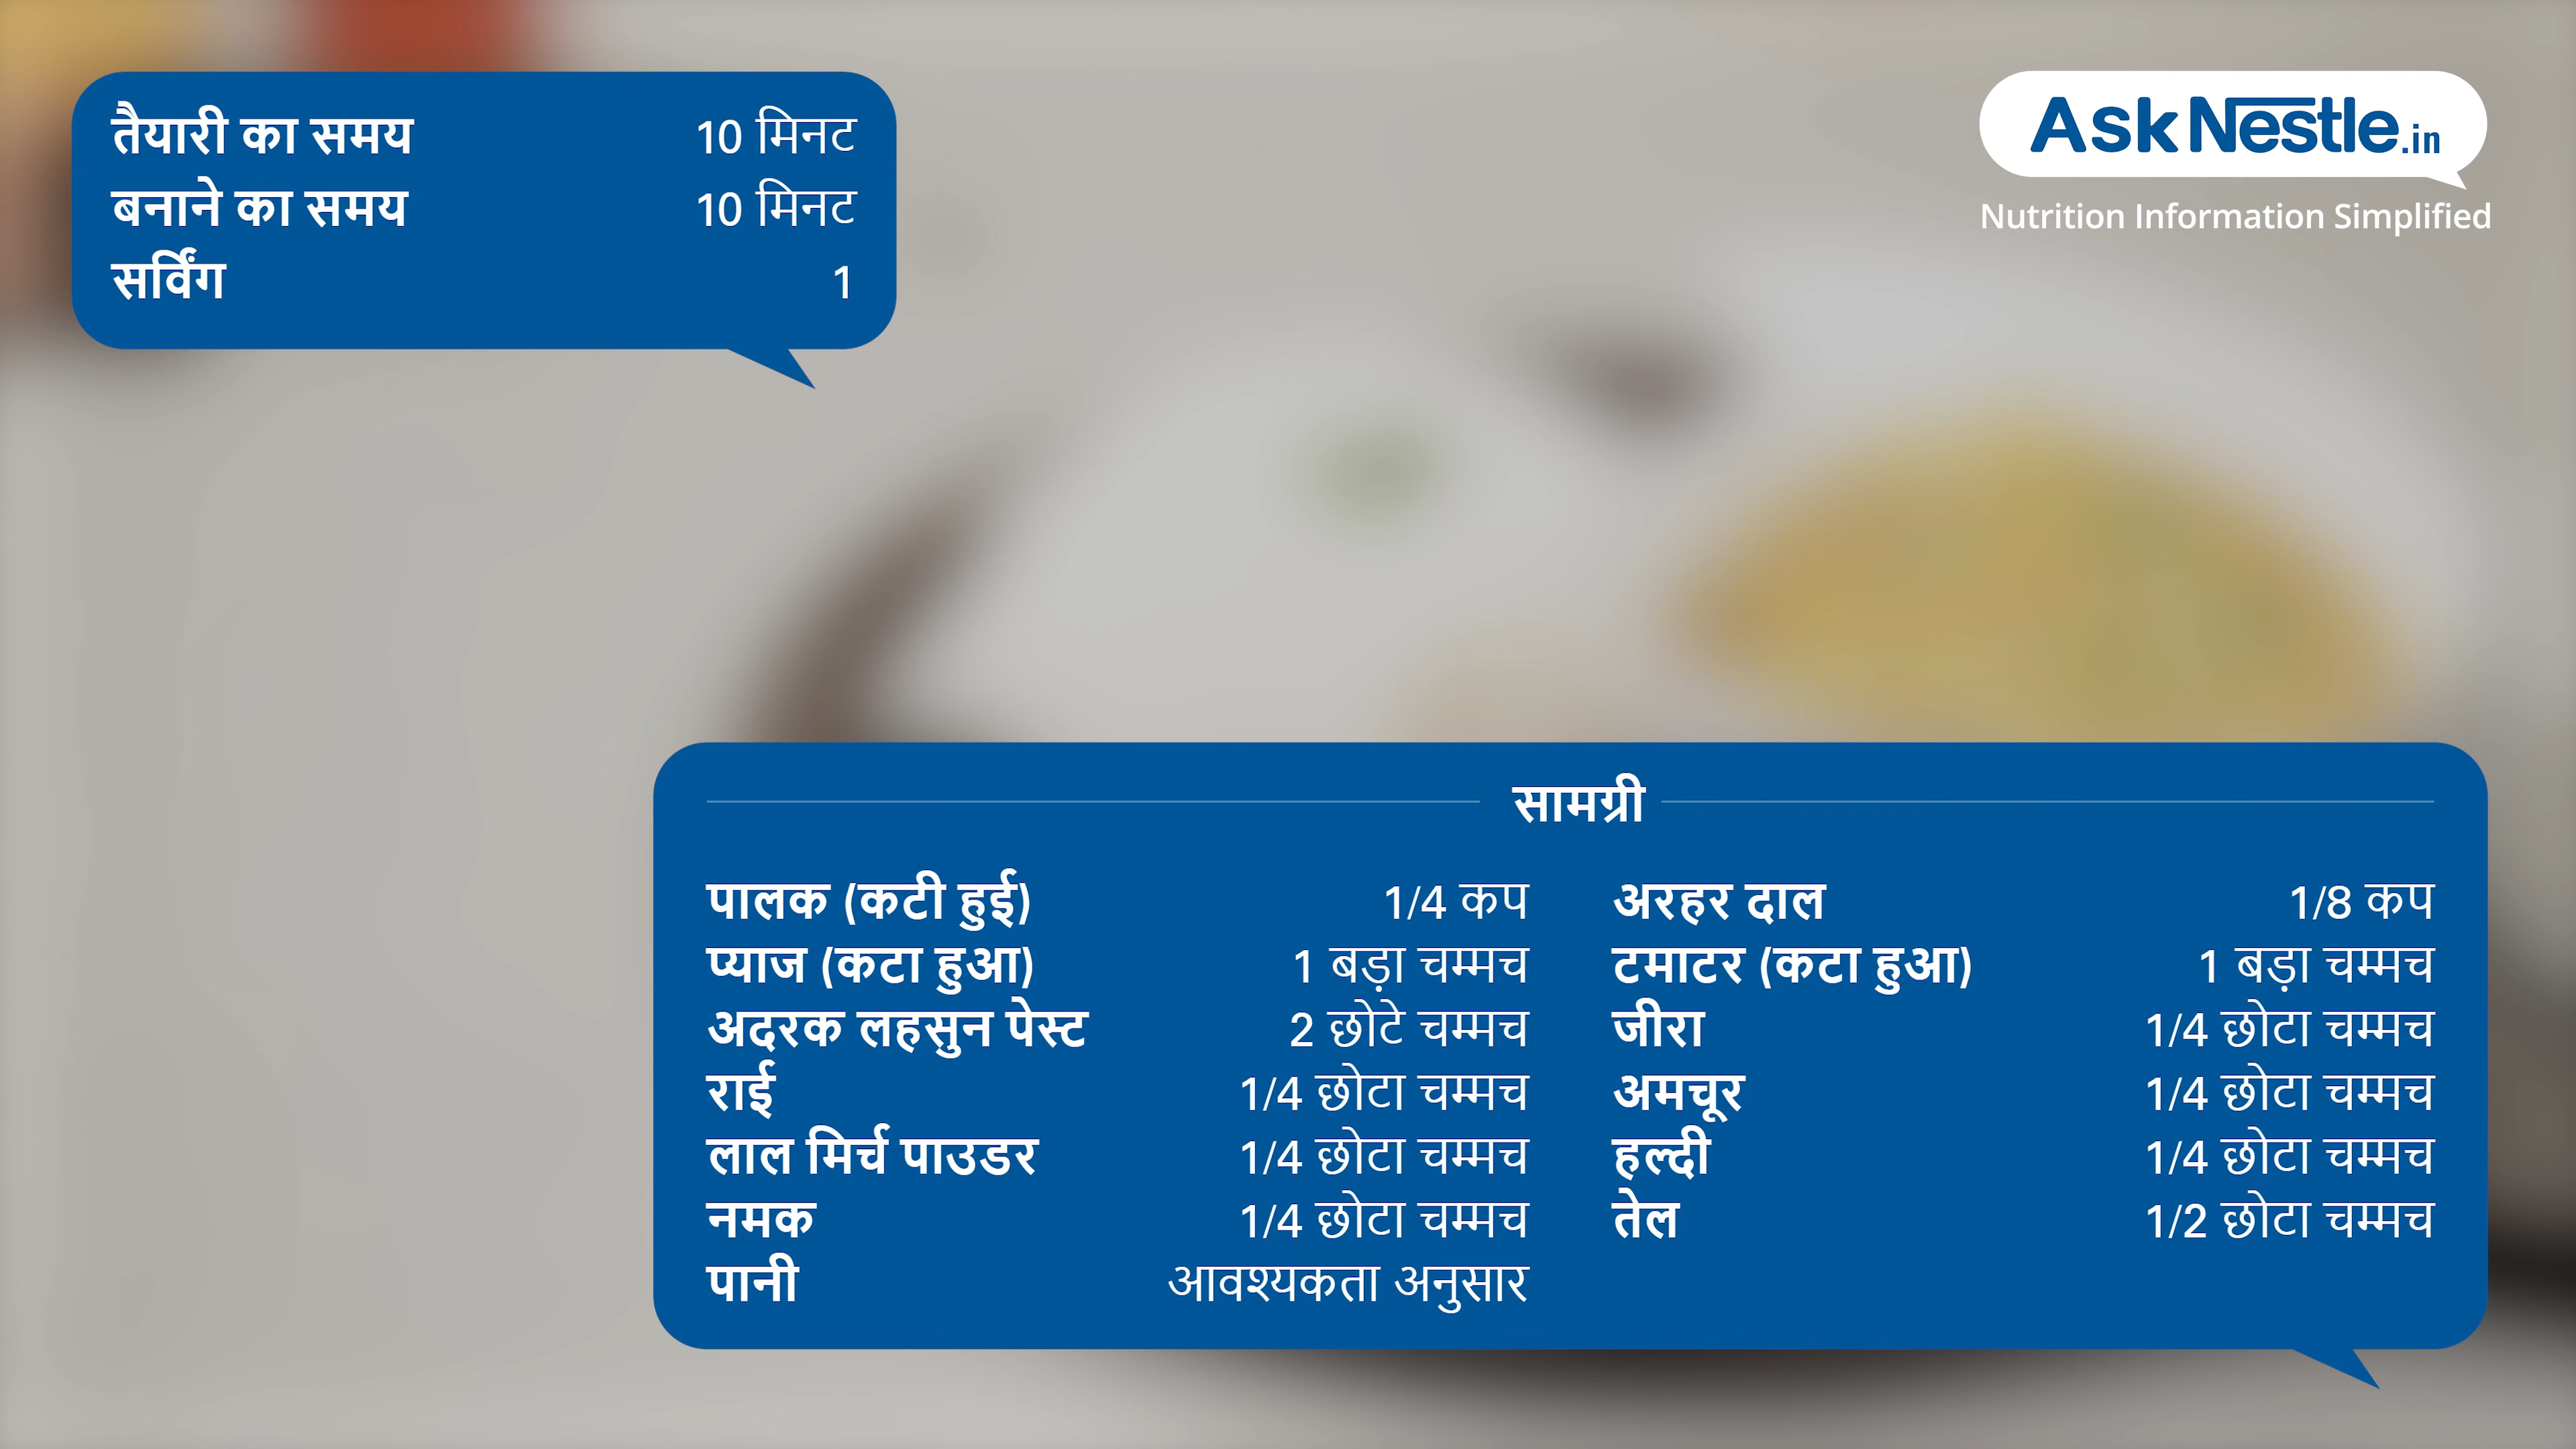 तैयारी का समय 10 मिनट
बनाने का समय 10 मिनट
सर्विंग 1
AskNestle.in
Nutrition Information Simplified
सामग्री
पालक (कटी हुई) 1/4 कप अरहर दाल 1/8 कप
प्याज (कटा हुआ) 1 बड़ा चम्मच टमाटर (कटा हुआ) 1 बड़ा चम्मच
अदरक लहसुन पेस्ट 2 छोटे चम्मच जीरा 1/4 छोटा चम्मच
राई 1/4 छोटा चम्मच अमचूर 1/4 छोटा चम्मच
लाल मिर्च पाउडर 1/4 छोटा चम्मच हल्दी 1/4 छोटा चम्मच
नमक 1/4 छोटा चम्मच तेल 1/2 छोटा चम्मच
पानी आवश्यकता अनुसार